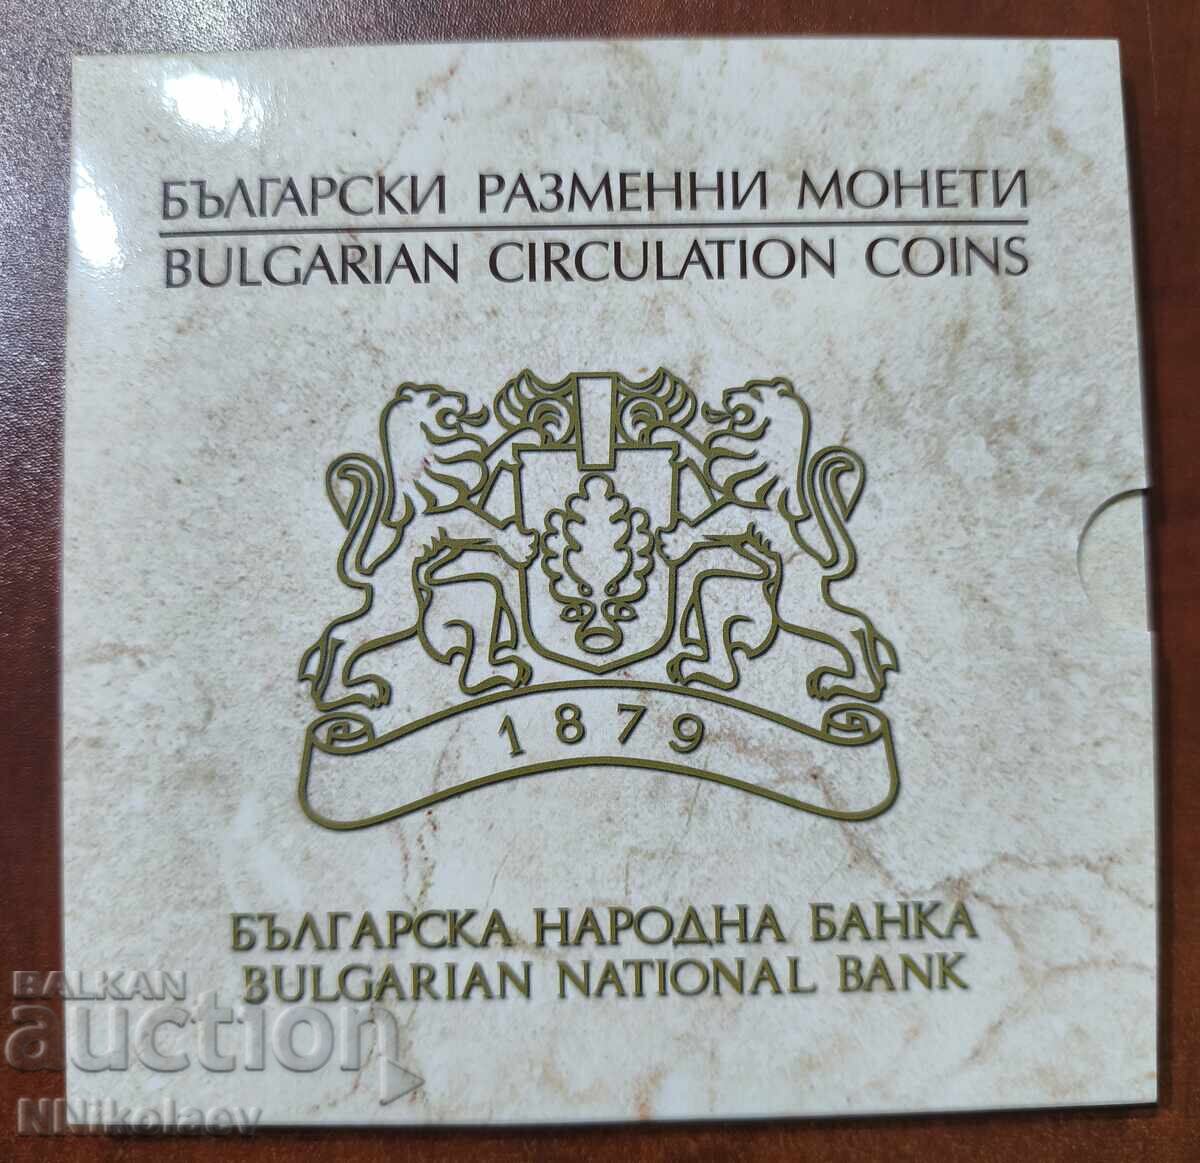 БЪЛГАРСКИ РАЗМЕННИ МОНЕТИ
BULGARIAN CIRCULATION COINS
1879
БЪЛГАРСКА НАРОДНА БАНКА
BULGARIAN NATIONAL BANK
BALKAN
auction
NNikolaev